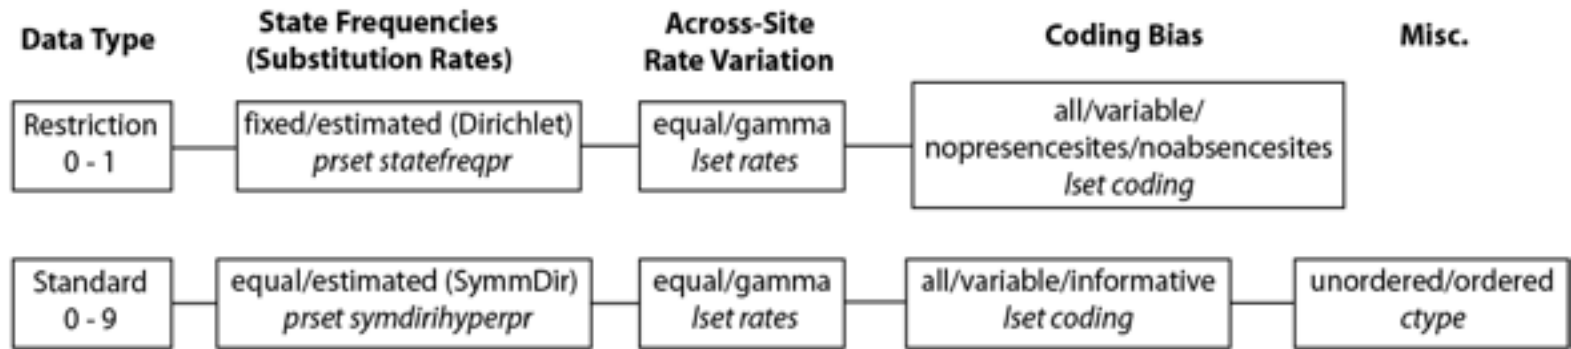 Data Type
State Frequencies
(Substitution Rates)
Across-Site
Rate Variation
Coding Bias
Misc.
Restriction
0 - 1
fixed/estimated (Dirichlet)
prset statefreqpr
equal/gamma
lset rates
all/variable/
nopresencesites/noabsencesites
lset coding
Standard
0 - 9
equal/estimated (SymmDir)
prset symdirihyperpr
equal/gamma
lset rates
all/variable/informative
lset coding
unordered/ordered
ctype